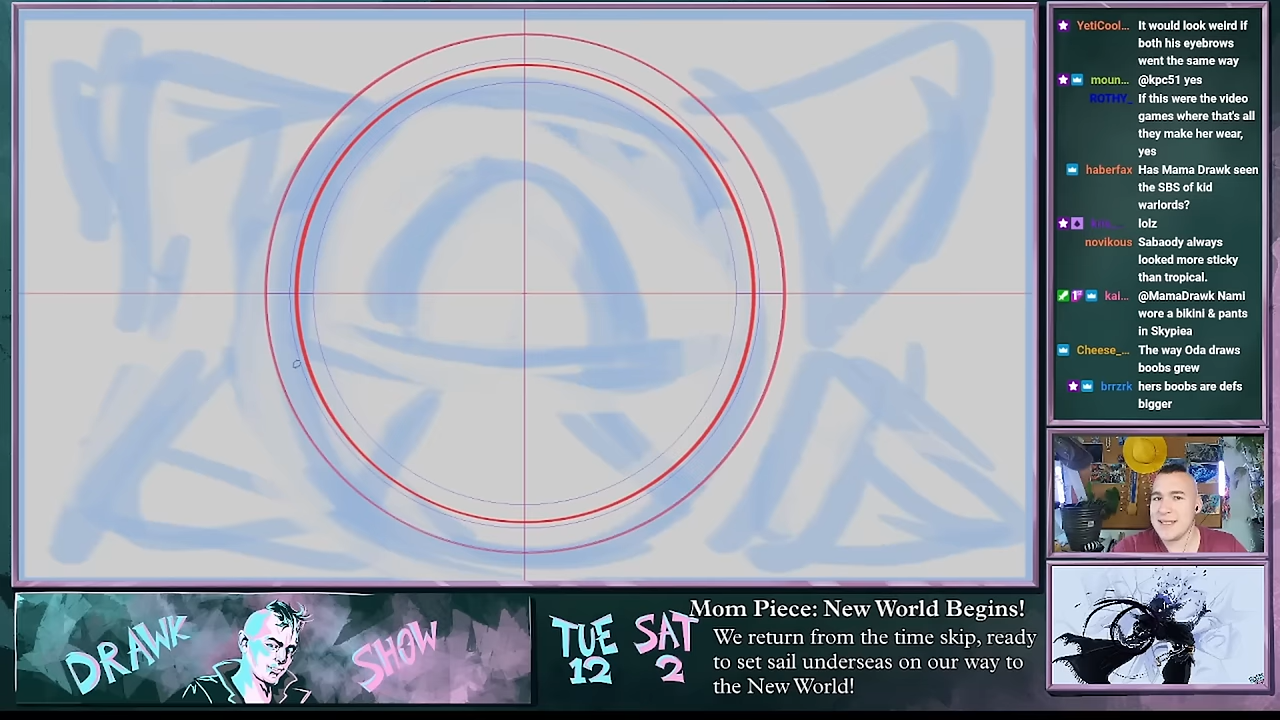 YetiCool... It would look weird if
both his eyebrows
went the same way
moun... @kpc51 yes
ROTHY_ If this were the video
games where that's all
they make her wear,
yes
haberfax Has Mama Drawk seen
the SBS of kid
warlords?
lolz
novikous Sabaody always
looked more sticky
than tropical.
kai... @MamaDrawk Nami
wore a bikini & pants
in Skypiea
Cheese_... The way Oda draws
boobs grew
brrzrk hers boobs are defs
bigger
DRAWK SHOW
TUE SAT
12 2
Mom Piece: New World Begins!
We return from the time skip, ready
to set sail underseas on our way to
the New World!